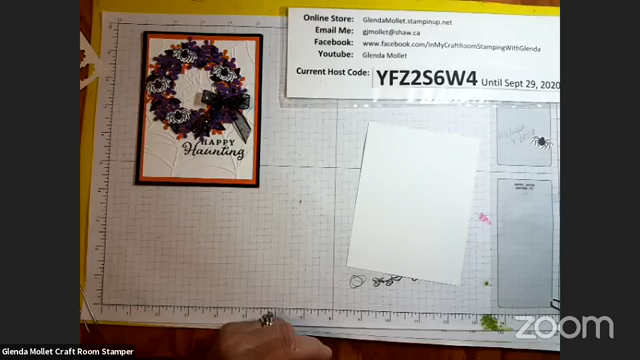 Online Store: GlendaMollet.stampinup.net
Email Me: gjmollet@shaw.ca
Facebook: www.facebook.com/InMyCraftRoomStampingWithGlenda
Youtube: Glenda Mollet
Current Host Code: YFZ2S6W4 Until Sept 29, 2020
HAPPY
Haunting
zoom
Glenda Mollet Craft Room Stamper